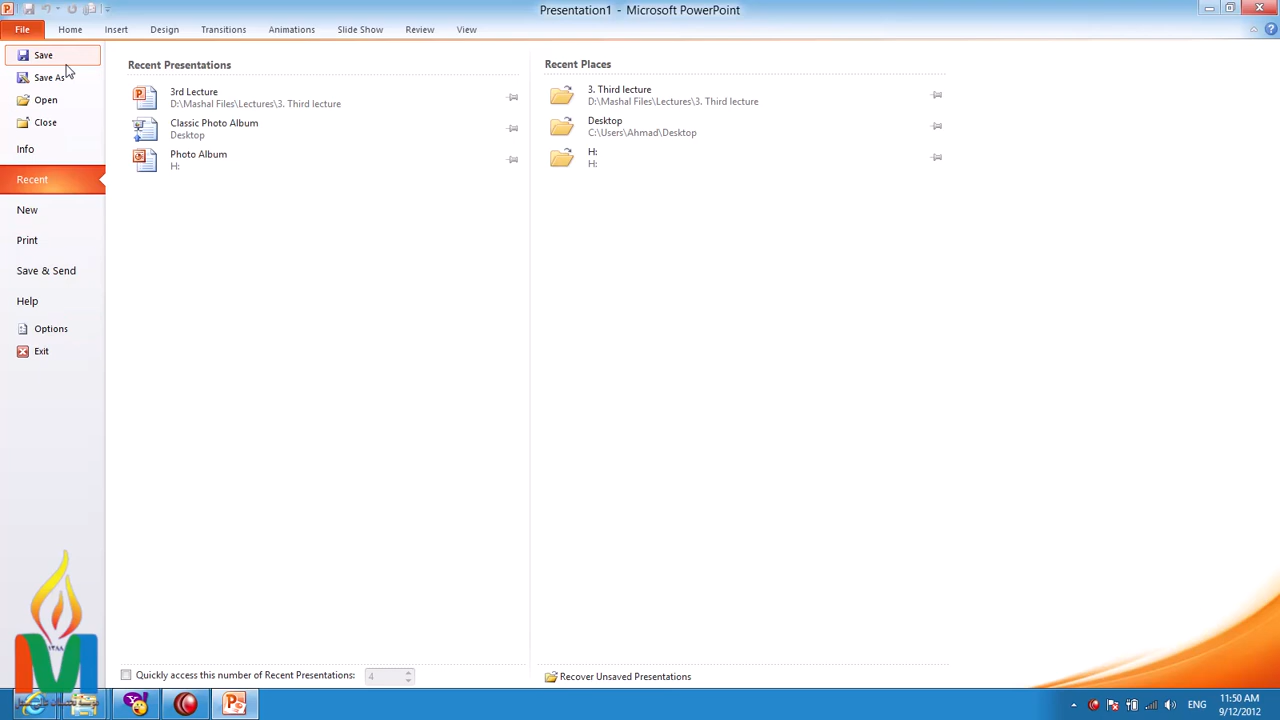 Presentation1 - Microsoft PowerPoint
File Home Insert Design Transitions Animations Slide Show Review View
Save
Save As
Open
Close
Info
Recent
New
Print
Save & Send
Help
Options
Exit
Recent Presentations
3rd Lecture
D:\Mashal Files\Lectures\3. Third lecture
Classic Photo Album
Desktop
Photo Album
H:
Quickly access this number of Recent Presentations: 4
Recent Places
3. Third lecture
D:\Mashal Files\Lectures\3. Third lecture
Desktop
C:\Users\Ahmad\Desktop
H:
H:
Recover Unsaved Presentations
ENG
11:50 AM
9/12/2012